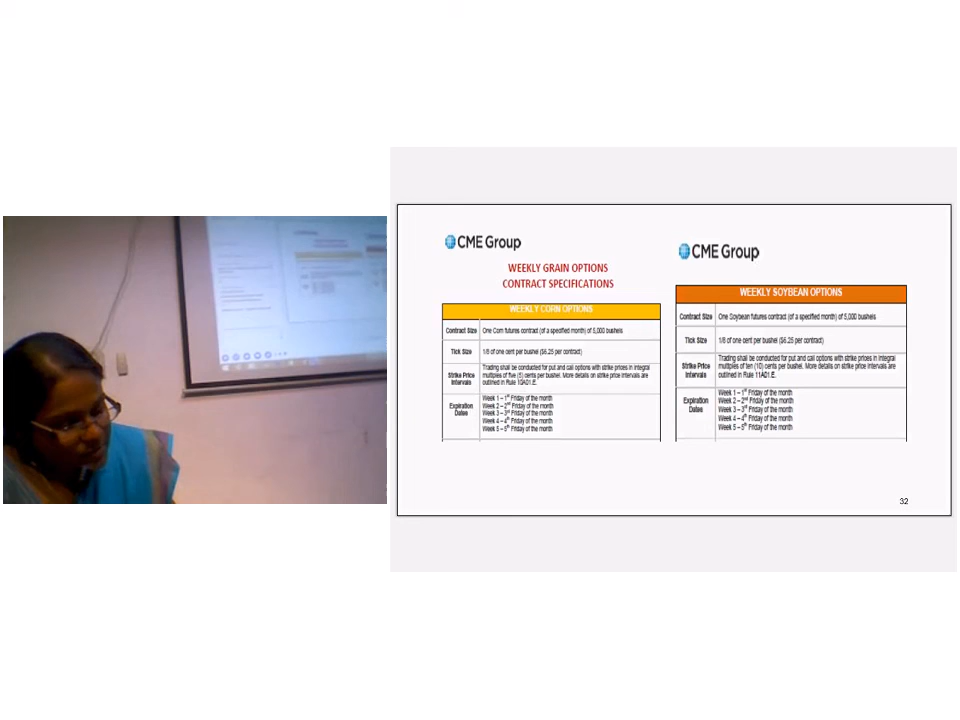 CME Group
WEEKLY GRAIN OPTIONS
CONTRACT SPECIFICATIONS
WEEKLY CORN OPTIONS
Contract Size One Corn futures contract (of a specified month) of 5,000 bushels
Tick Size 1/8 of one cent per bushel ($6.25 per contract)
Strike Price Intervals
Trading shall be conducted for put and call options with strike prices in integral
multiples of five (5) cents per bushel. More details on strike price intervals are
outlined in Rule 10A01.E.
Expiration Dates
Week 1 – 1st Friday of the month
Week 2 – 2nd Friday of the month
Week 3 – 3rd Friday of the month
Week 4 – 4th Friday of the month
Week 5 – 5th Friday of the month
CME Group
WEEKLY SOYBEAN OPTIONS
Contract Size One Soybean futures contract (of a specified month) of 5,000 bushels
Tick Size 1/8 of one cent per bushel ($6.25 per contract)
Strike Price Intervals
Trading shall be conducted for put and call options with strike prices in integral
multiples of ten (10) cents per bushel. More details on strike price intervals are
outlined in Rule 11A01.E.
Expiration Dates
Week 1 – 1st Friday of the month
Week 2 – 2nd Friday of the month
Week 3 – 3rd Friday of the month
Week 4 – 4th Friday of the month
Week 5 – 5th Friday of the month
32